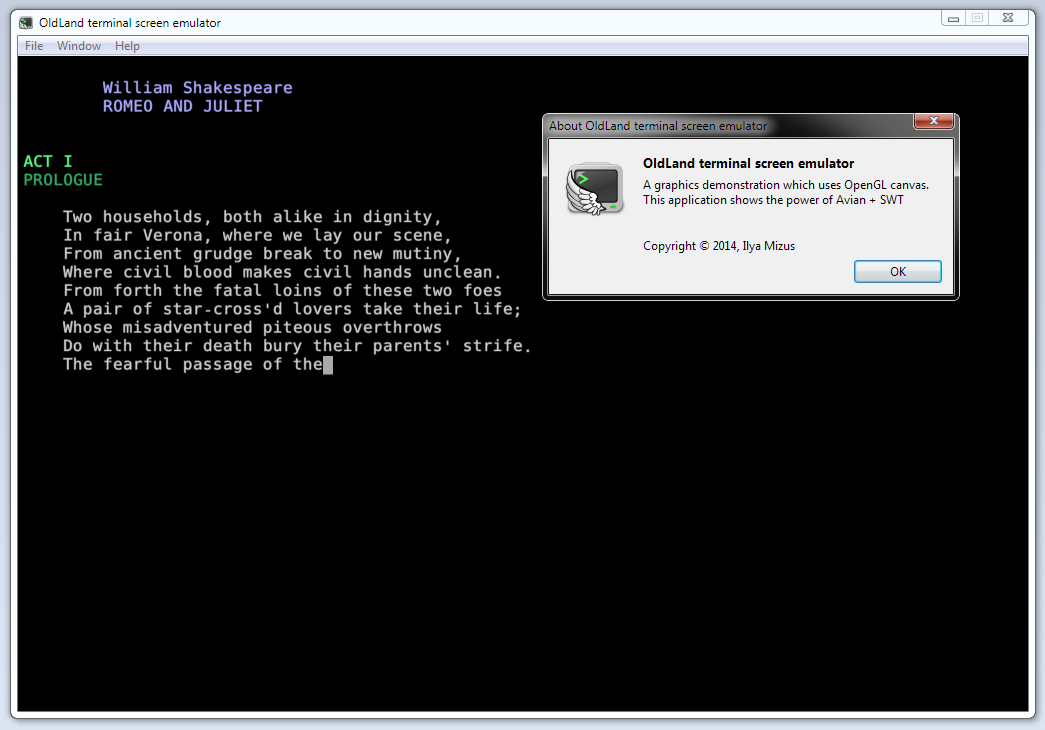 OldLand terminal screen emulator
File Window Help
William Shakespeare
ROMEO AND JULIET
ACT I
PROLOGUE
Two households, both alike in dignity,
In fair Verona, where we lay our scene,
From ancient grudge break to new mutiny,
Where civil blood makes civil hands unclean.
From forth the fatal loins of these two foes
A pair of star-cross'd lovers take their life;
Whose misadventured piteous overthrows
Do with their death bury their parents' strife.
The fearful passage of the
About OldLand terminal screen emulator
OldLand terminal screen emulator
A graphics demonstration which uses OpenGL canvas.
This application shows the power of Avian + SWT
Copyright © 2014, Ilya Mizus
OK